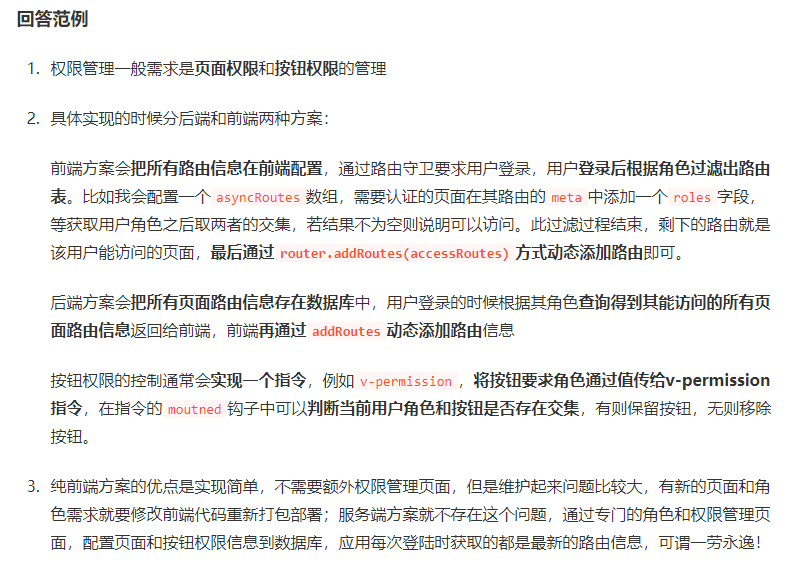 回答范例
1. 权限管理一般需求是页面权限和按钮权限的管理
2. 具体实现的时候分后端和前端两种方案：
前端方案会把所有路由信息在前端配置，通过路由守卫要求用户登录，用户登录后根据角色过滤出路由
表。比如我会配置一个 asyncRoutes 数组，需要认证的页面在其路由的 meta 中添加一个 roles 字段，
等获取用户角色之后取两者的交集，若结果不为空则说明可以访问。此过滤过程结束，剩下的路由就是
该用户能访问的页面，最后通过 router.addRoutes(accessRoutes) 方式动态添加路由即可。
后端方案会把所有页面路由信息存在数据库中，用户登录的时候根据其角色查询得到其能访问的所有页
面路由信息返回给前端，前端再通过 addRoutes 动态添加路由信息
按钮权限的控制通常会实现一个指令，例如 v-permission ，将按钮要求角色通过值传给v-permission
指令，在指令的 moutned 钩子中可以判断当前用户角色和按钮是否存在交集，有则保留按钮，无则移除
按钮。
3. 纯前端方案的优点是实现简单，不需要额外权限管理页面，但是维护起来问题比较大，有新的页面和角
色需求就要修改前端代码重新打包部署；服务端方案就不存在这个问题，通过专门的角色和权限管理页
面，配置页面和按钮权限信息到数据库，应用每次登陆时获取的都是最新的路由信息，可谓一劳永逸！